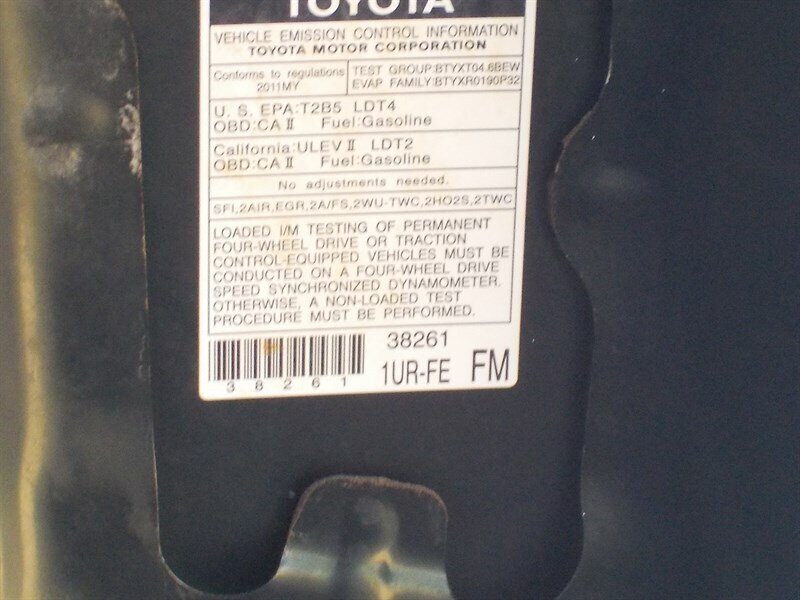 TOYOTA
VEHICLE EMISSION CONTROL INFORMATION
TOYOTA MOTOR CORPORATION
Conforms to regulations
2011MY
TEST GROUP:BTYXT04.6BEW
EVAP FAMILY:BTYXR0190P32
U. S. EPA:T2B5 LDT4
OBD:CA II Fuel:Gasoline
California:ULEV II LDT2
OBD:CA II Fuel:Gasoline
No adjustments needed.
SFI,2AIR,EGR,2A/FS,2WU-TWC,2HO2S,2TWC
LOADED I/M TESTING OF PERMANENT
FOUR-WHEEL DRIVE OR TRACTION
CONTROL-EQUIPPED VEHICLES MUST BE
CONDUCTED ON A FOUR-WHEEL DRIVE
SPEED SYNCHRONIZED DYNAMOMETER.
OTHERWISE, A NON-LOADED TEST
PROCEDURE MUST BE PERFORMED.
38261
38261
1UR-FE FM